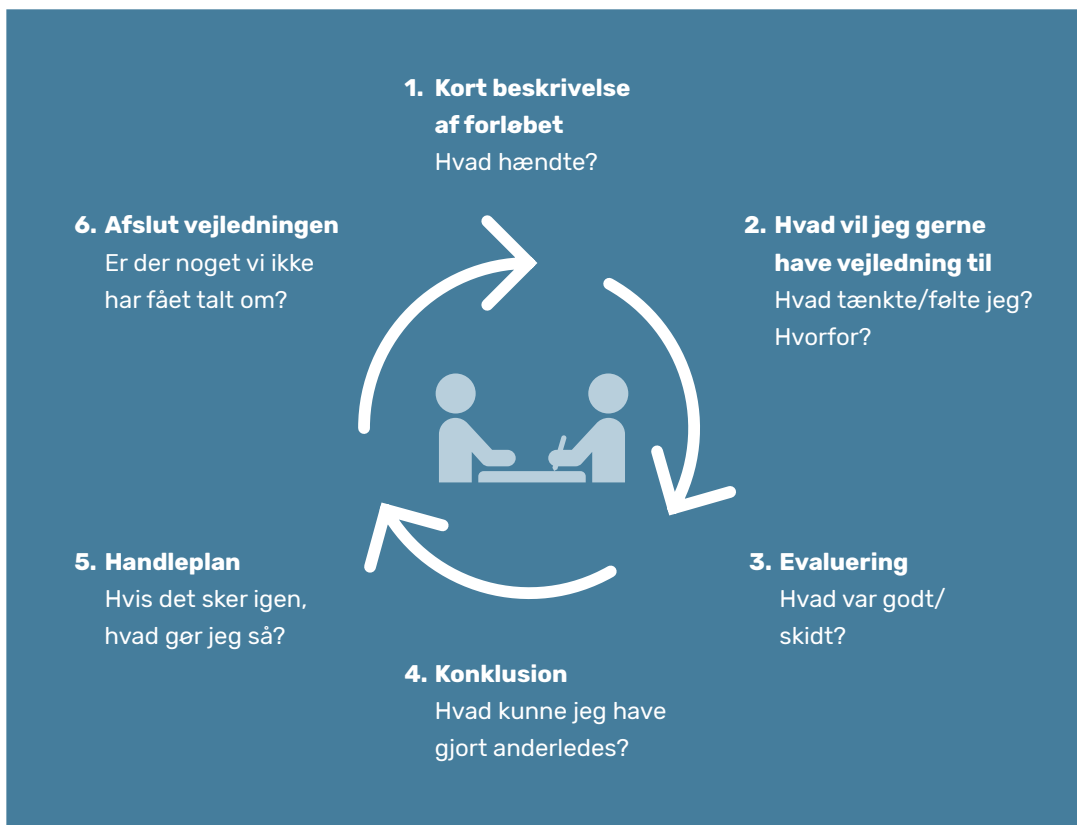 1. Kort beskrivelse
af forløbet
Hvad hændte?
2. Hvad vil jeg gerne
have vejledning til
Hvad tænkte/følte jeg?
Hvorfor?
3. Evaluering
Hvad var godt/
skidt?
4. Konklusion
Hvad kunne jeg have
gjort anderledes?
5. Handleplan
Hvis det sker igen,
hvad gør jeg så?
6. Afslut vejledningen
Er der noget vi ikke
har fået talt om?